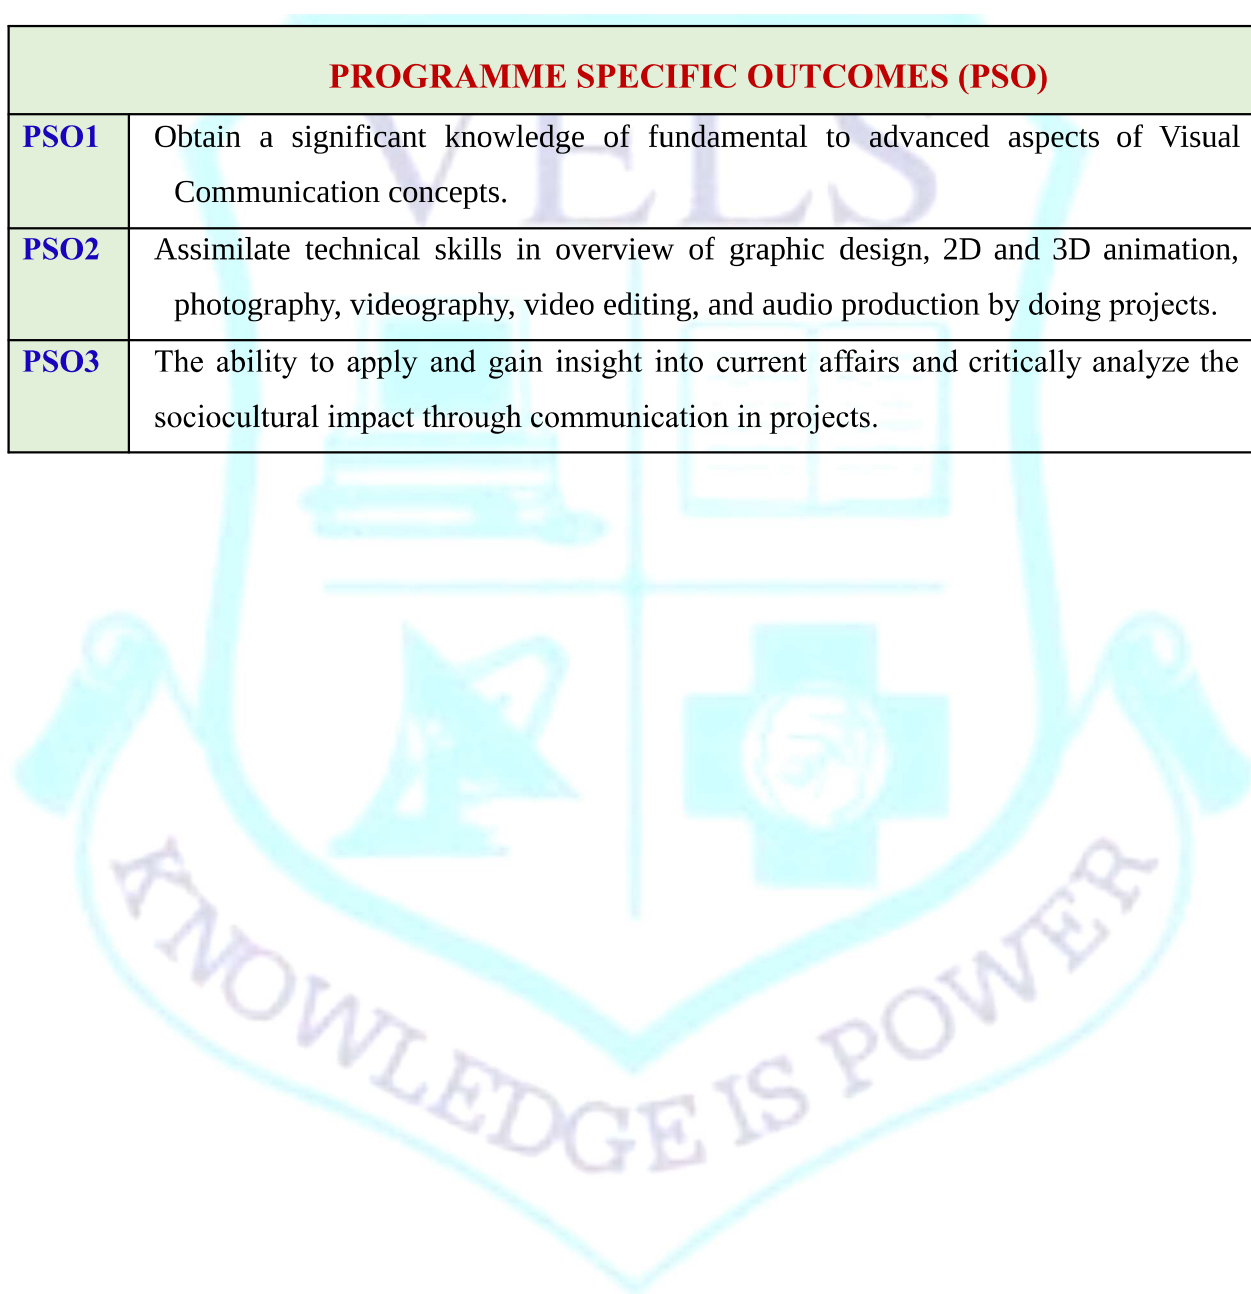 PROGRAMME SPECIFIC OUTCOMES (PSO)
PSO1 Obtain a significant knowledge of fundamental to advanced aspects of Visual
Communication concepts.
PSO2 Assimilate technical skills in overview of graphic design, 2D and 3D animation,
photography, videography, video editing, and audio production by doing projects.
PSO3 The ability to apply and gain insight into current affairs and critically analyze the
sociocultural impact through communication in projects.
VELS
KNOWLEDGE IS POWER